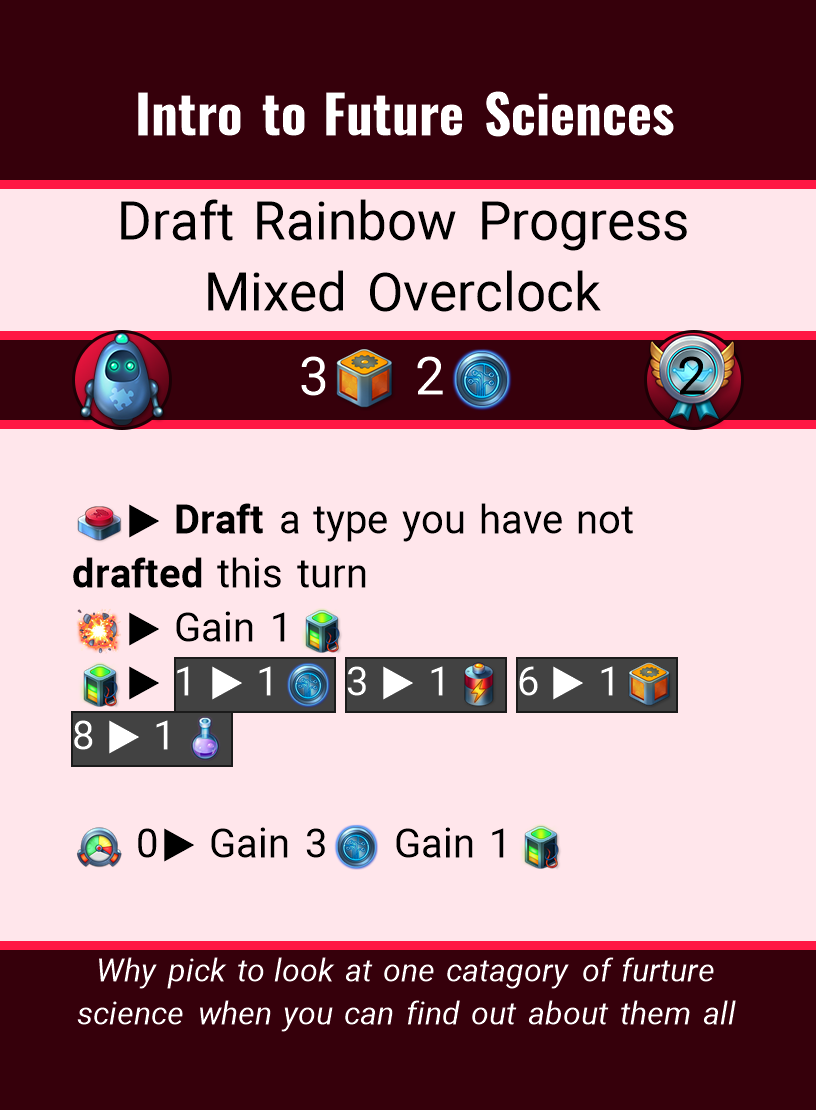 Intro to Future Sciences
Draft Rainbow Progress
Mixed Overclock
3 2 2
▶ Draft a type you have not
drafted this turn
▶ Gain 1
▶ 1 ▶ 1 3 ▶ 1 6 ▶ 1
8 ▶ 1
0▶ Gain 3 Gain 1
Why pick to look at one catagory of furture
science when you can find out about them all